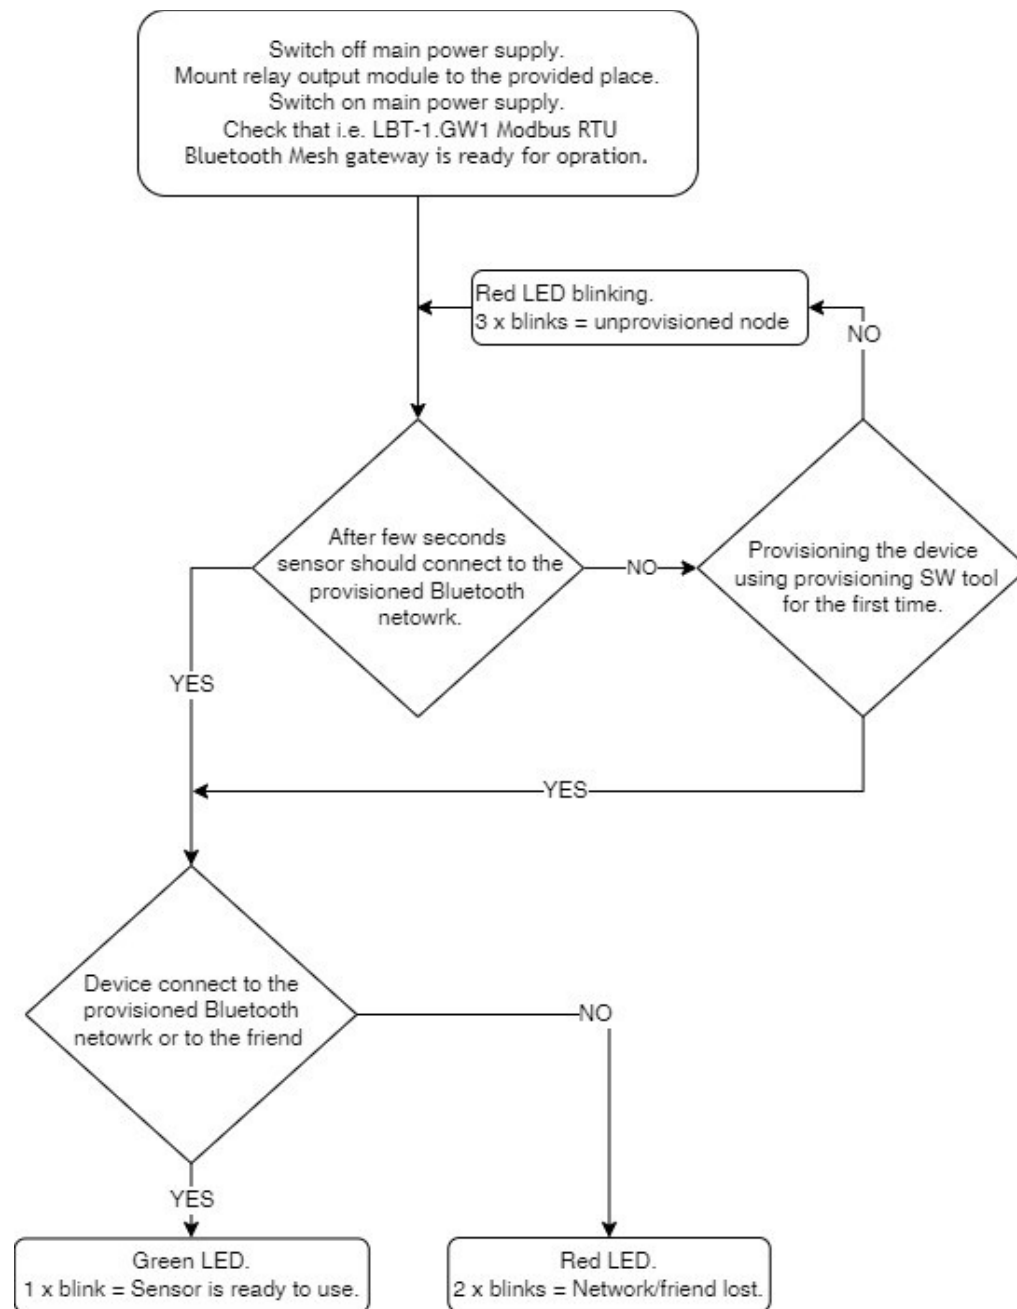 Switch off main power supply.
Mount relay output module to the provided place.
Switch on main power supply.
Check that i.e. LBT-1.GW1 Modbus RTU
Bluetooth Mesh gateway is ready for opration.
Red LED blinking.
3 x blinks = unprovisioned node
NO
After few seconds
sensor should connect to the
provisioned Bluetooth
netowrk.
NO
Provisioning the device
using provisioning SW tool
for the first time.
YES
YES
Device connect to the
provisioned Bluetooth
netowrk or to the friend
NO
YES
Green LED.
1 x blink = Sensor is ready to use.
Red LED.
2 x blinks = Network/friend lost.